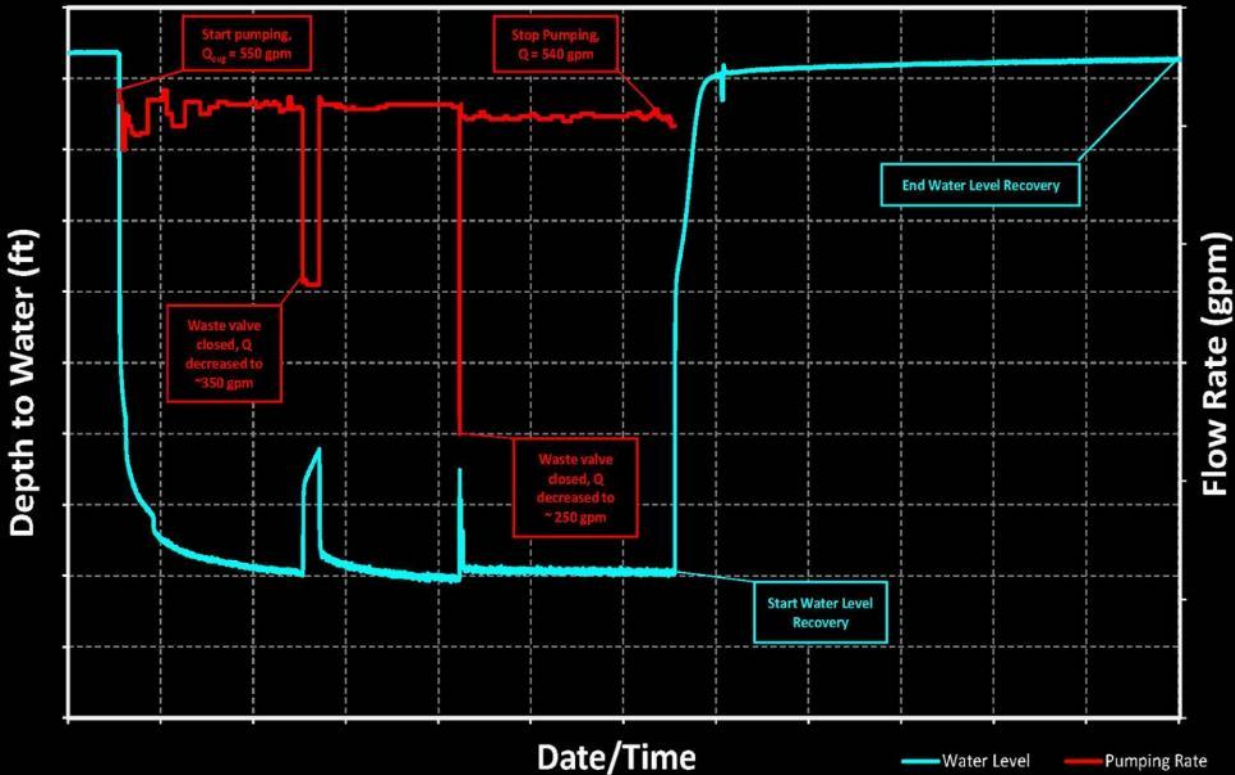 Start pumping,
Qavg = 550 gpm
Stop Pumping,
Q = 540 gpm
End Water Level Recovery
Depth to Water (ft)
Flow Rate (gpm)
Waste valve
closed, Q
decreased to
~350 gpm
Waste valve
closed, Q
decreased to
~ 250 gpm
Start Water Level
Recovery
Date/Time
Water Level
Pumping Rate